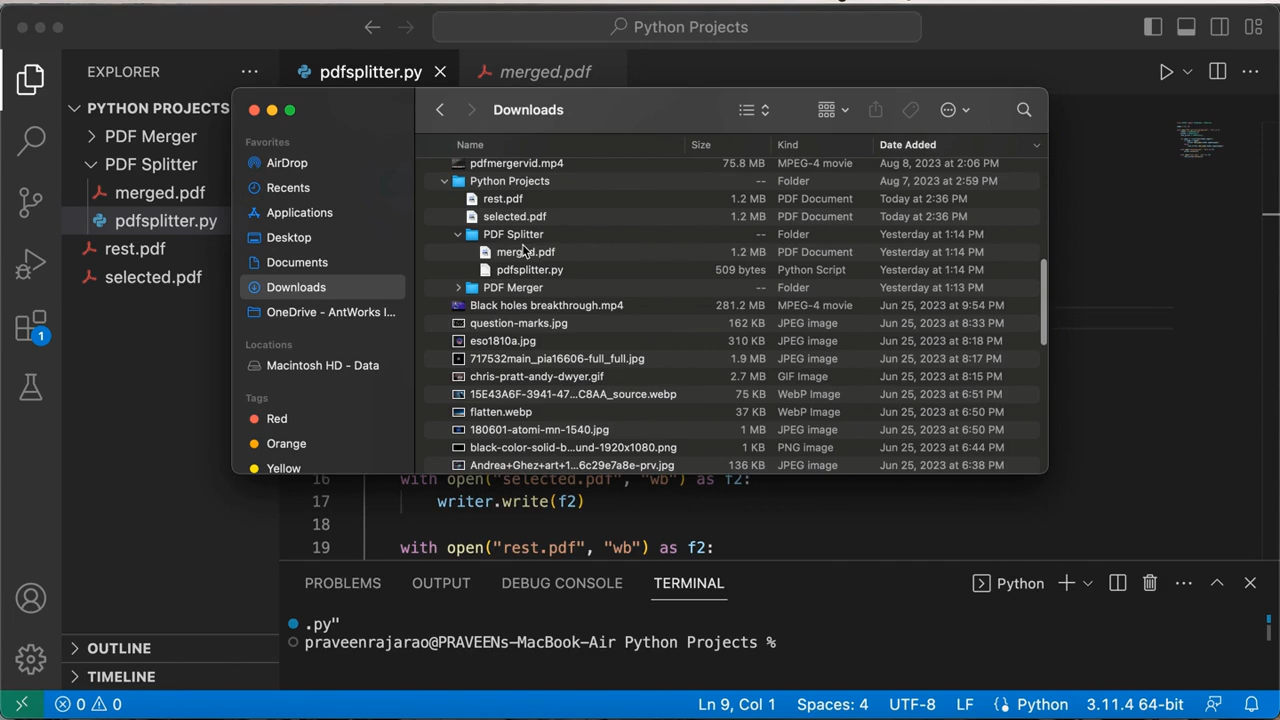 Python Projects
EXPLORER
pdfsplitter.py
merged.pdf
PYTHON PROJECTS
PDF Merger
PDF Splitter
merged.pdf
pdfsplitter.py
rest.pdf
selected.pdf
OUTLINE
TIMELINE
1
Favorites
AirDrop
Recents
Applications
Desktop
Documents
Downloads
OneDrive - AntWorks I...
Locations
Macintosh HD - Data
Tags
Red
Orange
Yellow
Downloads
Name Size Kind Date Added
pdfmergervid.mp4 75.8 MB MPEG-4 movie Aug 8, 2023 at 2:06 PM
Python Projects -- Folder Aug 7, 2023 at 2:59 PM
rest.pdf 1.2 MB PDF Document Today at 2:36 PM
selected.pdf 1.2 MB PDF Document Today at 2:36 PM
PDF Splitter -- Folder Yesterday at 1:14 PM
merged.pdf 1.2 MB PDF Document Yesterday at 1:14 PM
pdfsplitter.py 509 bytes Python Script Yesterday at 1:14 PM
PDF Merger -- Folder Yesterday at 1:13 PM
Black holes breakthrough.mp4 281.2 MB MPEG-4 movie Jun 25, 2023 at 9:54 PM
question-marks.jpg 162 KB JPEG image Jun 25, 2023 at 8:33 PM
eso1810a.jpg 103 KB JPEG image Jun 25, 2023 at 8:18 PM
717532main_pia16606-full_full.jpg 1.9 MB JPEG image Jun 25, 2023 at 8:17 PM
chris-pratt-andy-dwyer.gif 2.7 MB GIF Image Jun 25, 2023 at 8:15 PM
15E43A6F-3941-47...C8AA_source.webp 75 KB WebP Image Jun 25, 2023 at 6:51 PM
flatten.webp 37 KB WebP Image Jun 25, 2023 at 6:50 PM
180601-atomi-mn-1540.jpg 1 MB JPEG image Jun 25, 2023 at 6:50 PM
black-color-solid-b...und-1920x1080.png 1 KB PNG image Jun 25, 2023 at 6:44 PM
Andrea+Ghez+art+1...6c29e7a8e-prv.jpg 136 KB JPEG image Jun 25, 2023 at 6:38 PM
16 with open("selected.pdf", "wb") as f2:
17 writer.write(f2)
18
19 with open("rest.pdf", "wb") as f2:
PROBLEMS OUTPUT DEBUG CONSOLE TERMINAL Python
.py"
praveenrajarao@PRAVEENs-MacBook-Air Python Projects %
0 0 Ln 9, Col 1 Spaces: 4 UTF-8 LF Python 3.11.4 64-bit